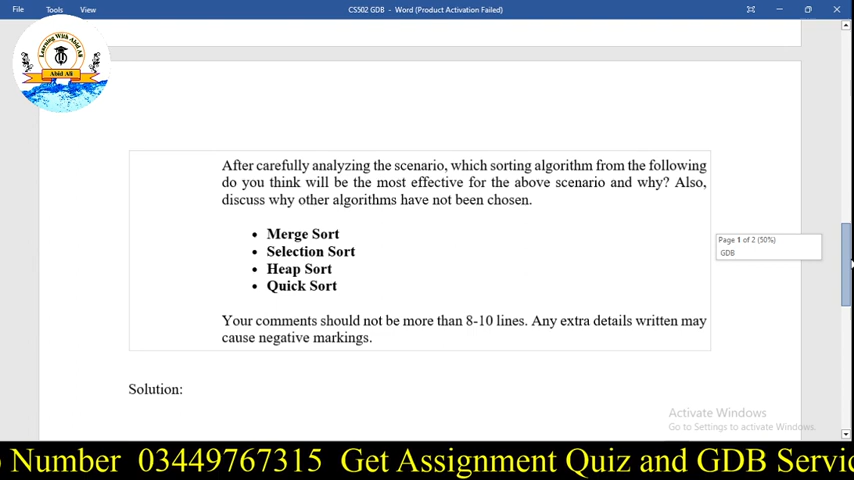 File Tools View CS502 GDB - Word (Product Activation Failed)
Learning With Abid Ali
Abid Ali
After carefully analyzing the scenario, which sorting algorithm from the following
do you think will be the most effective for the above scenario and why? Also,
discuss why other algorithms have not been chosen.
• Merge Sort
• Selection Sort
• Heap Sort
• Quick Sort
Page 1 of 2 (50%)
GDB
Your comments should not be more than 8-10 lines. Any extra details written may
cause negative markings.
Solution:
Activate Windows
Go to Settings to activate Windows.
Number 03449767315 Get Assignment Quiz and GDB Servic